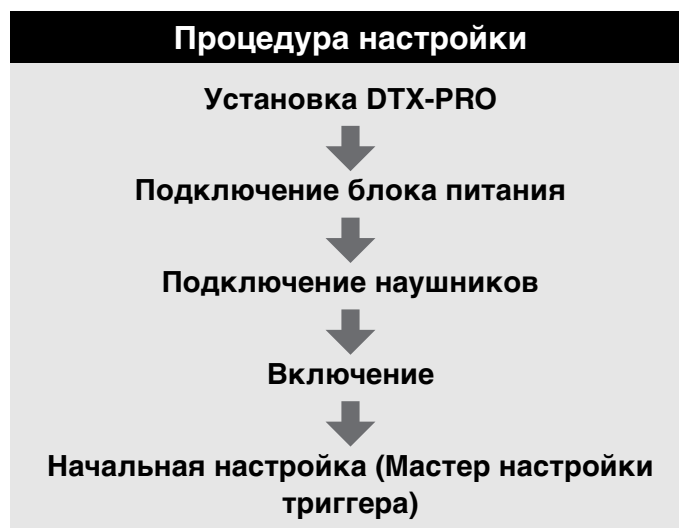 Процедура настройки
Установка DTX-PRO
Подключение блока питания
Подключение наушников
Включение
Начальная настройка (Мастер настройки
триггера)